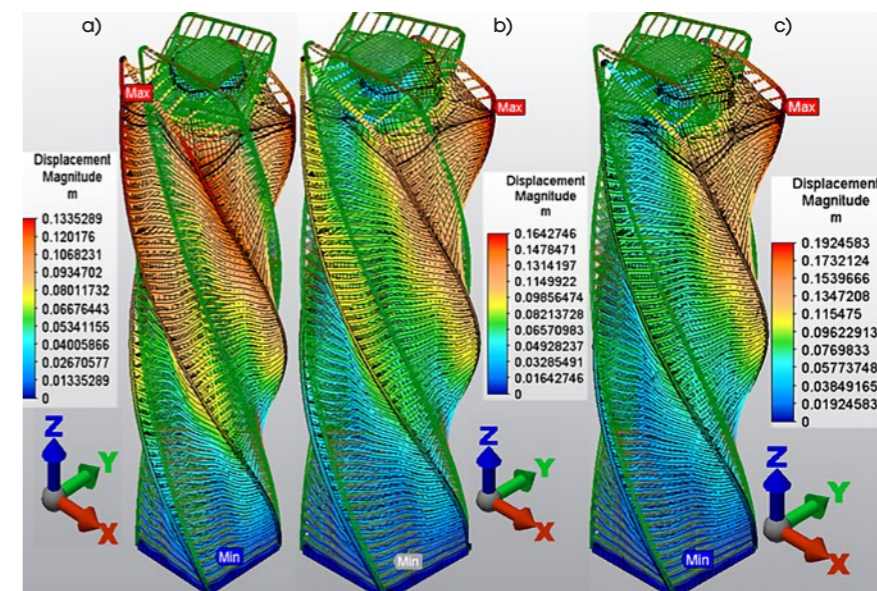 a)
b)
c)
Max
Displacement
Magnitude
m
0.1335289
0.120176
0.1068231
0.0934702
0.08011732
0.06676443
0.05341155
0.04005866
0.02670577
0.01335289
0
Z
Y
X
Min
Max
Displacement
Magnitude
m
0.1642746
0.1478471
0.1314197
0.1149922
0.09856474
0.08213728
0.06570983
0.04928237
0.03285491
0.01642746
0
Z
Y
X
Min
Max
Displacement
Magnitude
m
0.1924583
0.1732124
0.1539666
0.1347208
0.115475
0.09622913
0.0769833
0.05773748
0.03849165
0.01924583
0
Z
Y
X
Min